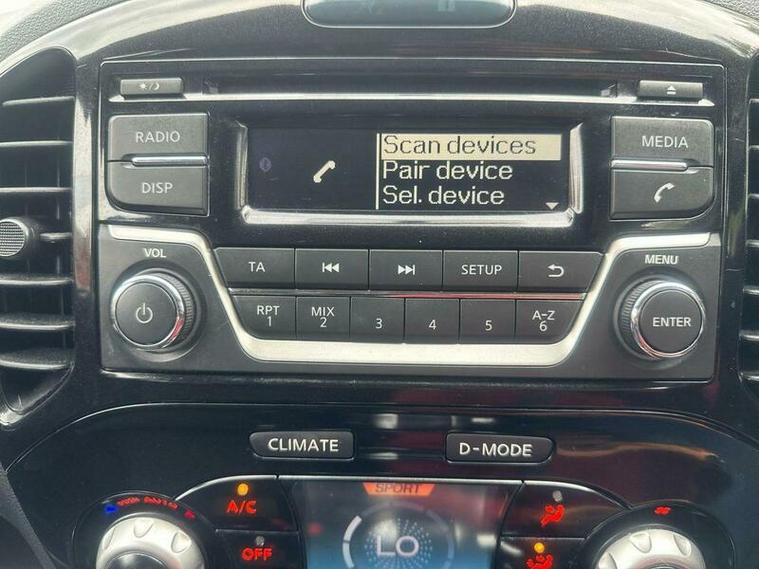 RADIO
DISP
Scan devices
Pair device
Sel. device
MEDIA
VOL
MENU
TA
SETUP
RPT
1
MIX
2
3
4
5
A-Z
6
ENTER
CLIMATE
D-MODE
A/C
OFF
SPORT
LO
AUTO